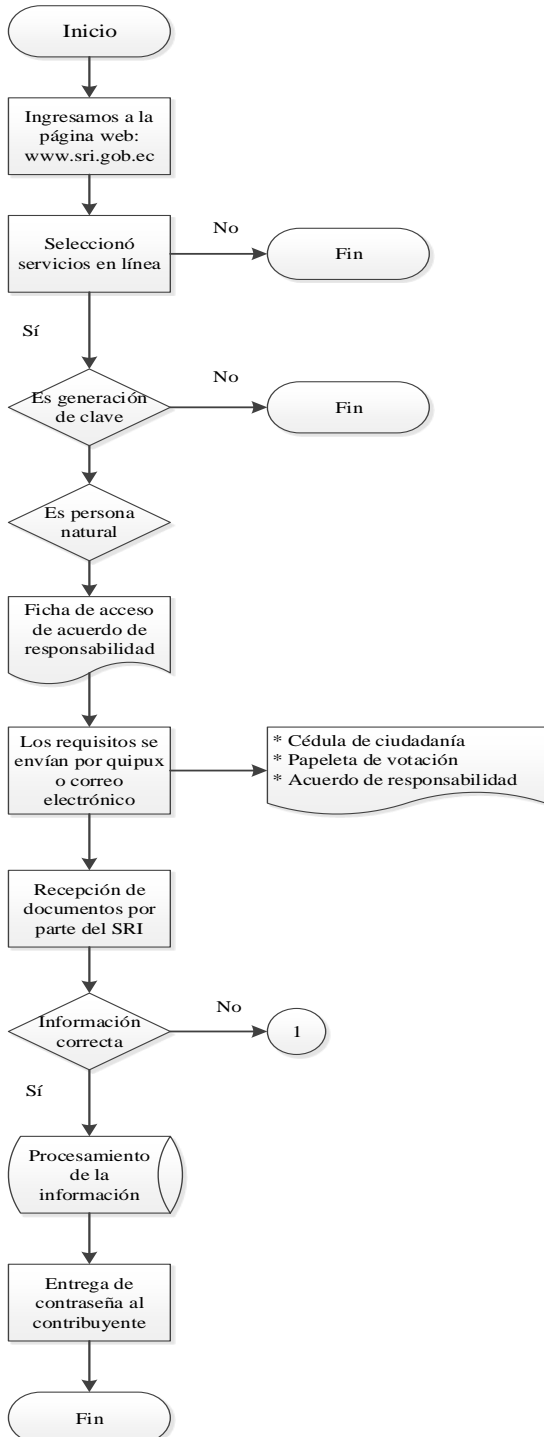 Inicio
Ingresamos a la
página web:
www.sri.gob.ec
Seleccionó
servicios en línea
No
Fin
Sí
Es generación
de clave
No
Fin
Es persona
natural
Ficha de acceso
de acuerdo de
responsabilidad
Los requisitos se
envían por quipux
o correo
electrónico
* Cédula de ciudadanía
* Papeleta de votación
* Acuerdo de responsabilidad
Recepción de
documentos por
parte del SRI
Información
correcta
No
1
Sí
Procesamiento
de la
información
Entrega de
contraseña al
contribuyente
Fin